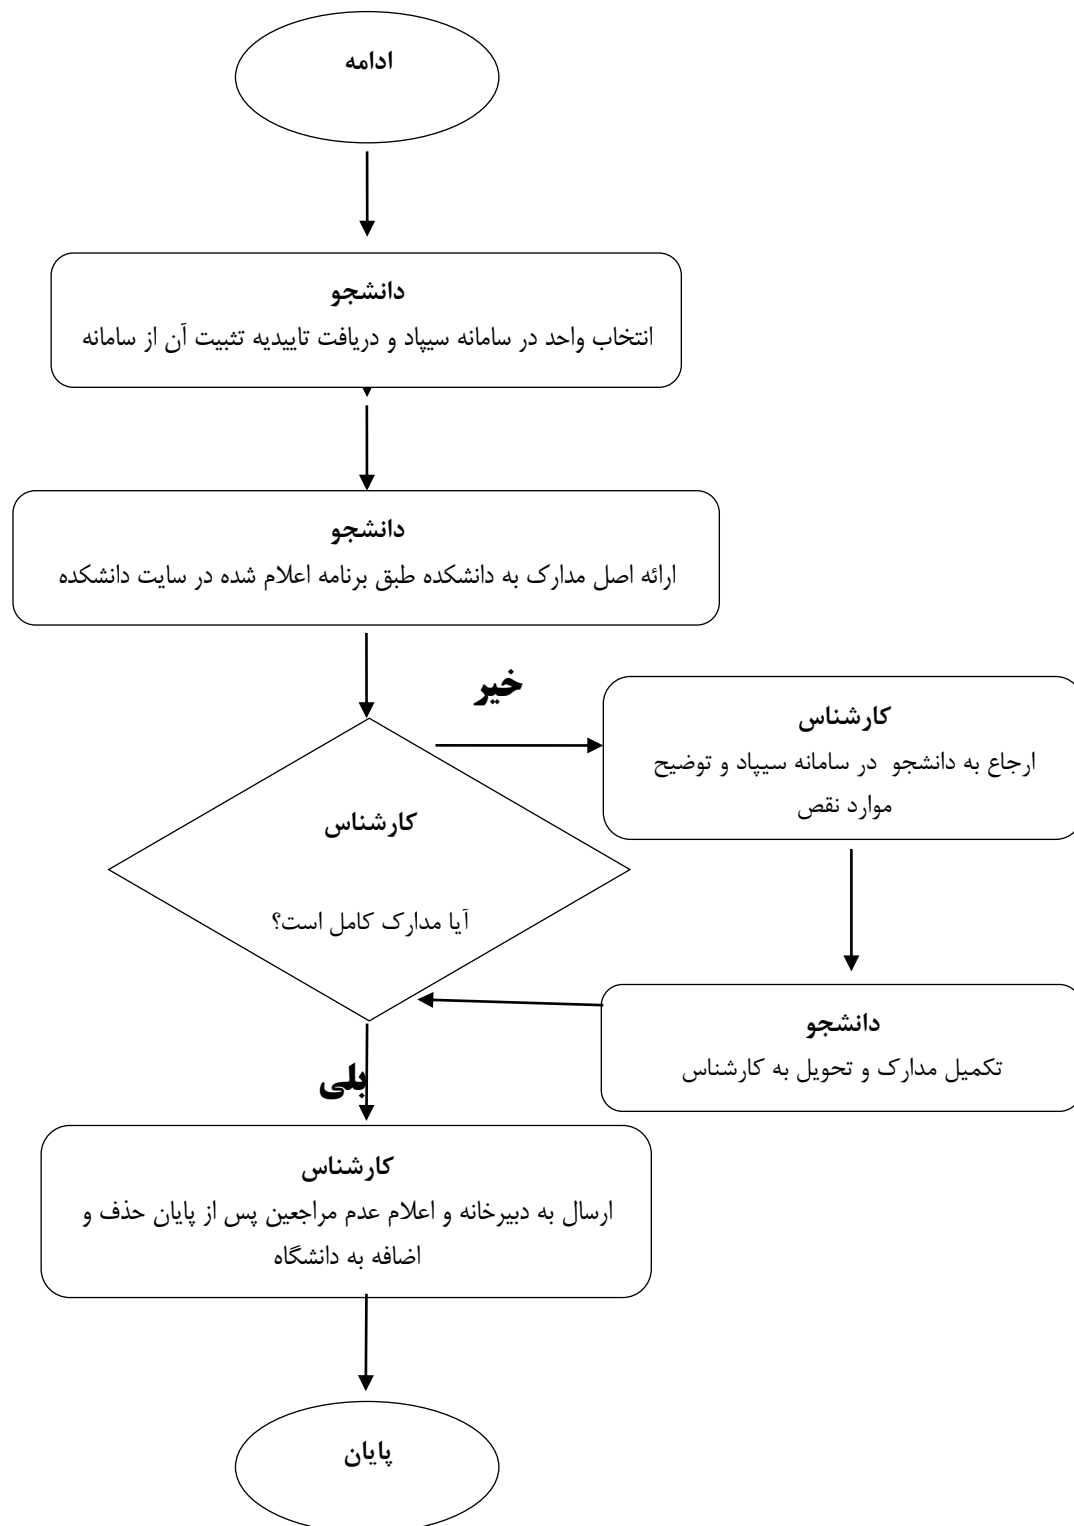 ادامه
دانشجو
انتخاب واحد در سامانه سیپاد و دریافت تاییدیه تثبیت آن از سامانه
دانشجو
ارائه اصل مدارک به دانشکده طبق برنامه اعلام شده در سایت دانشکده
خیر
کارشناس
ارجاع به دانشجو در سامانه سیپاد و توضیح
موارد نقص
کارشناس
آیا مدارک کامل است؟
دانشجو
تکمیل مدارک و تحویل به کارشناس
بلی
کارشناس
ارسال به دبیرخانه و اعلام عدم مراجعین پس از پایان حذف و
اضافه به دانشگاه
پایان